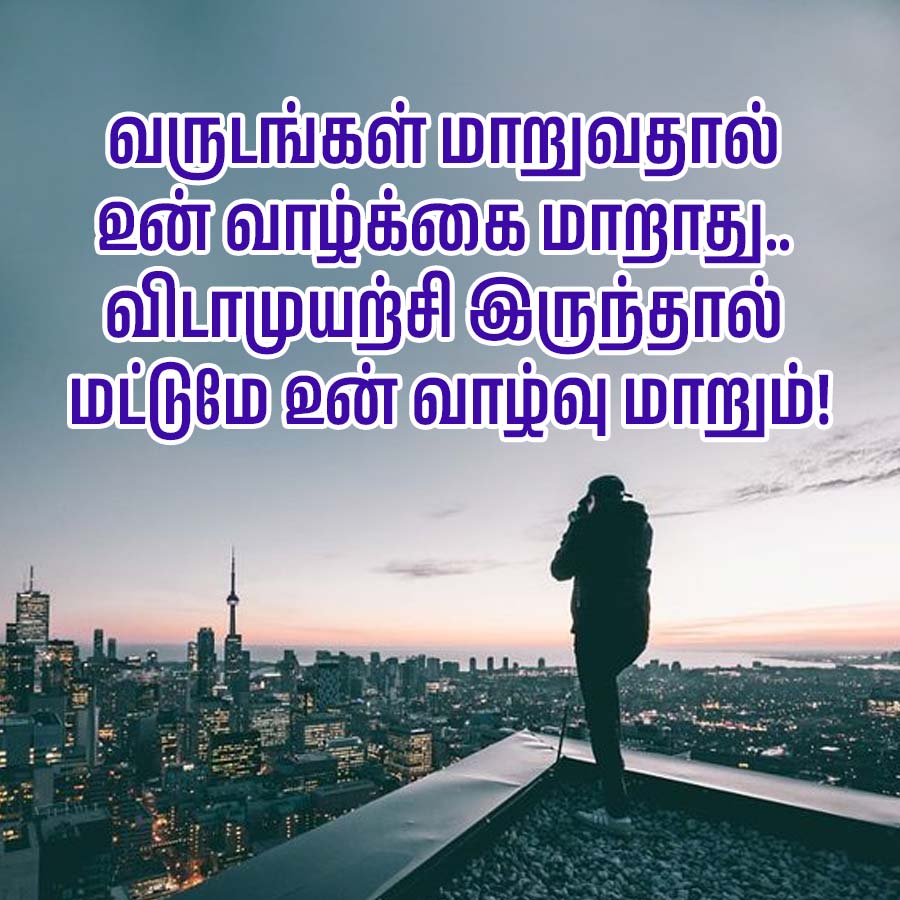 வருடங்கள் மாறுவதால்
உன் வாழ்க்கை மாறாது..
விடாமுயற்சி இருந்தால்
மட்டுமே உன் வாழ்வு மாறும்!